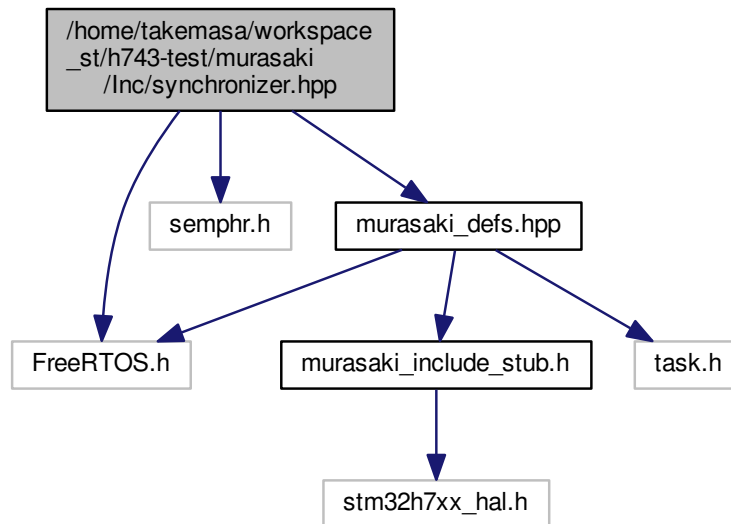 /home/takemasa/workspace
_st/h743-test/murasaki
/Inc/synchronizer.hpp
semphr.h
murasaki_defs.hpp
FreeRTOS.h
murasaki_include_stub.h
task.h
stm32h7xx_hal.h